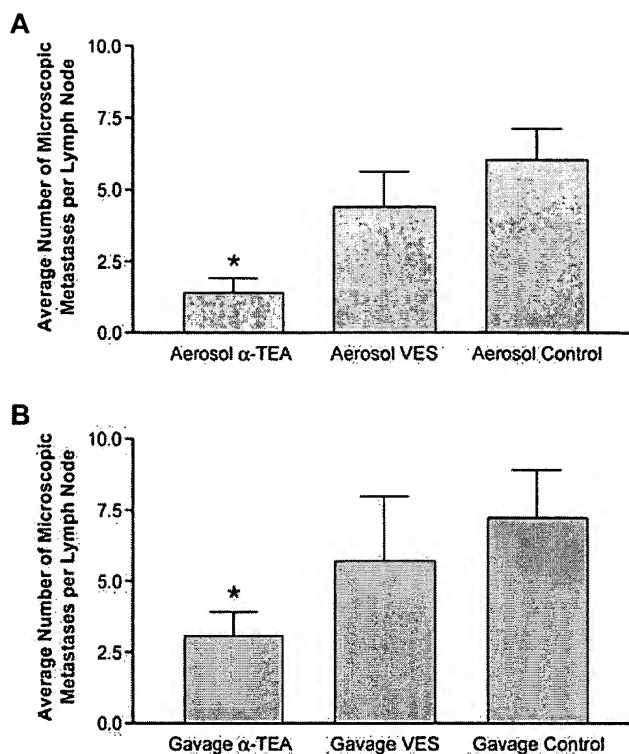 A
Average Number of Microscopic
Metastases per Lymph Node
10.0
7.5
5.0
2.5
0.0
*
Aerosol α-TEA
Aerosol VES
Aerosol Control
B
Average Number of Microscopic
Metastases per Lymph Node
10.0
7.5
5.0
2.5
0.0
*
Gavage α-TEA
Gavage VES
Gavage Control